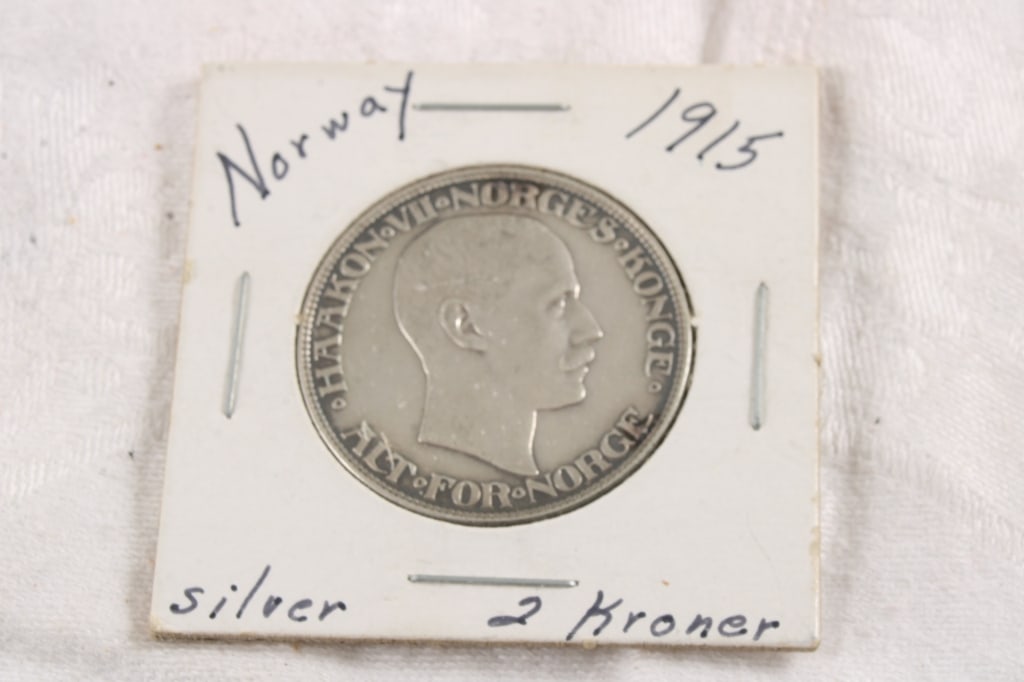 Norway 1915
HAAKON·VII·NORGES·KONGE·
ALT·FOR·NORGE
silver 2 Kroner